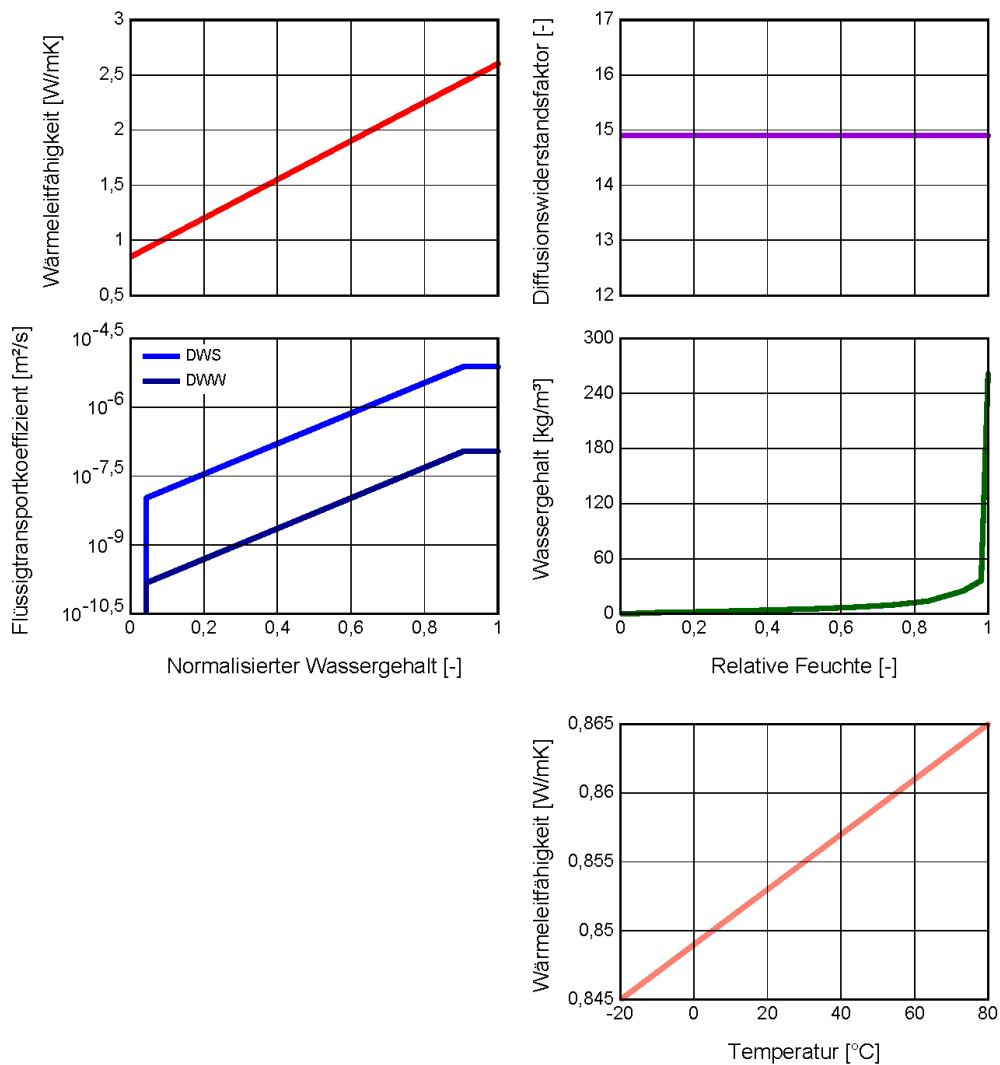 Wärmeleitfähigkeit [W/mK]
3
2,5
2
1,5
1
0,5
Diffusionswiderstandsfaktor [-]
17
16
15
14
13
12
Flüssigtransportkoeffizient [m²/s]
10⁻⁴,⁵
10⁻⁶
10⁻⁷,⁵
10⁻⁹
10⁻¹⁰,⁵
DWS
DWW
0 0,2 0,4 0,6 0,8 1
Normalisierter Wassergehalt [-]
Wassergehalt [kg/m³]
300
240
180
120
60
0
0 0,2 0,4 0,6 0,8 1
Relative Feuchte [-]
Wärmeleitfähigkeit [W/mK]
0,865
0,86
0,855
0,85
0,845
-20 0 20 40 60 80
Temperatur [°C]